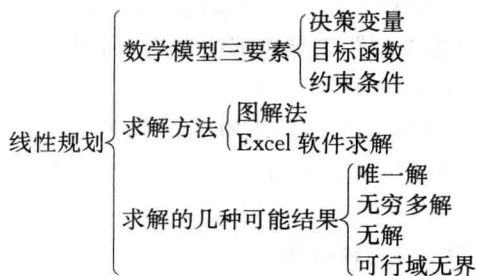 线性规划
数学模型三要素
决策变量
目标函数
约束条件
求解方法
图解法
Excel 软件求解
求解的几种可能结果
唯一解
无穷多解
无解
可行域无界